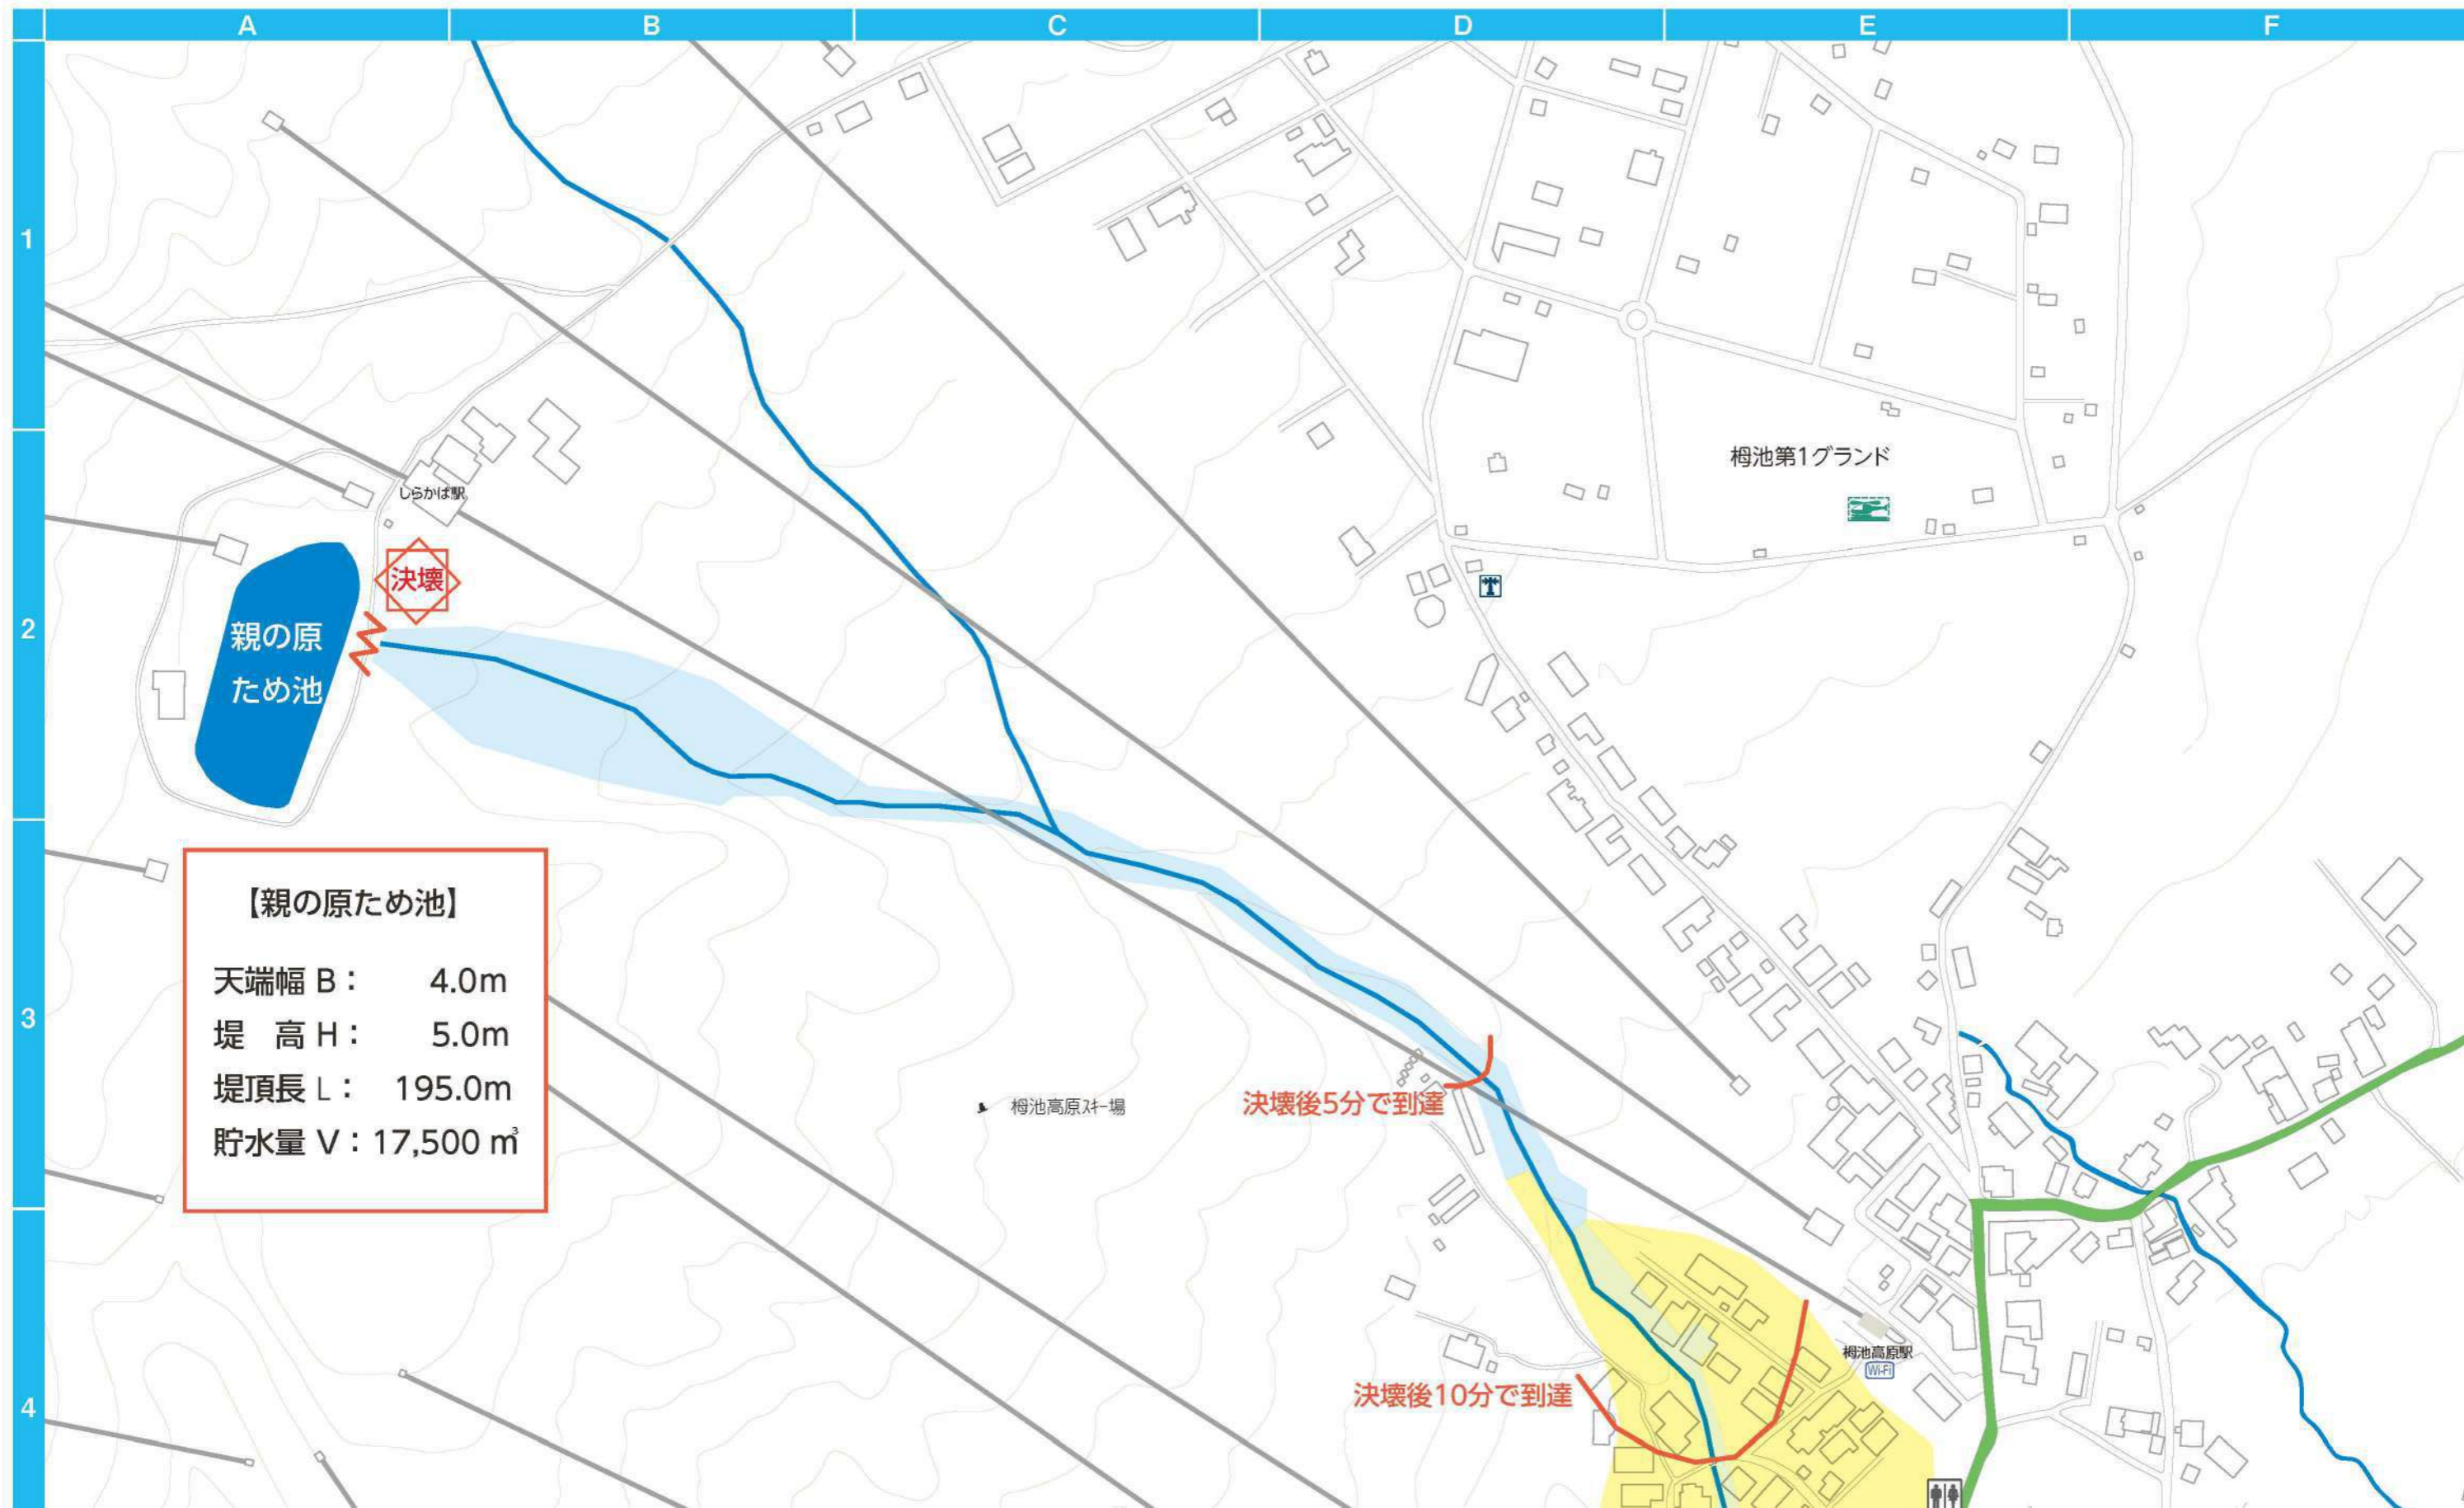 A
B
C
D
E
F
1
2
3
4
栂池第1グランド
しらかば駅
決壊
親の原
ため池
【親の原ため池】
天端幅 B： 4.0m
堤 高 H： 5.0m
堤頂長 L： 195.0m
貯水量 V：17,500 ㎥
栂池高原スキー場
決壊後5分で到達
栂池高原駅
Wi-Fi
決壊後10分で到達